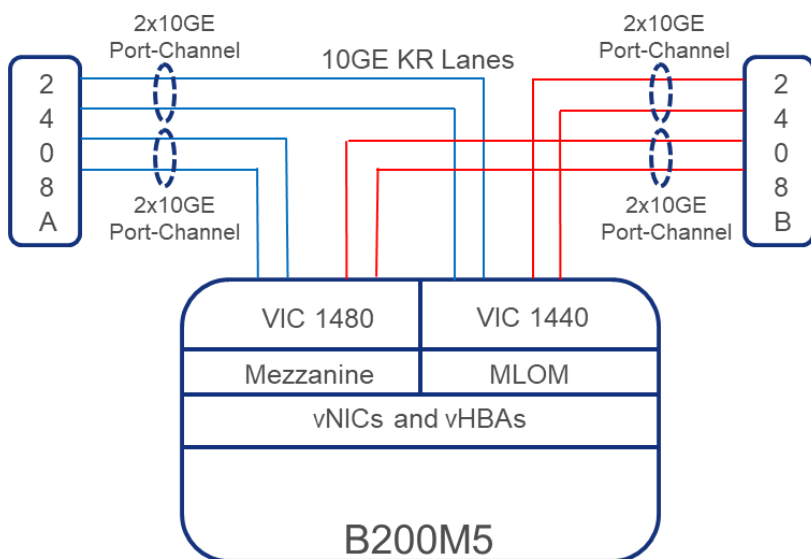 2x10GE
Port-Channel
10GE KR Lanes
2x10GE
Port-Channel
2
4
0
8
A
2
4
0
8
B
2x10GE
Port-Channel
2x10GE
Port-Channel
VIC 1480
VIC 1440
Mezzanine
MLOM
vNICs and vHBAs
B200M5